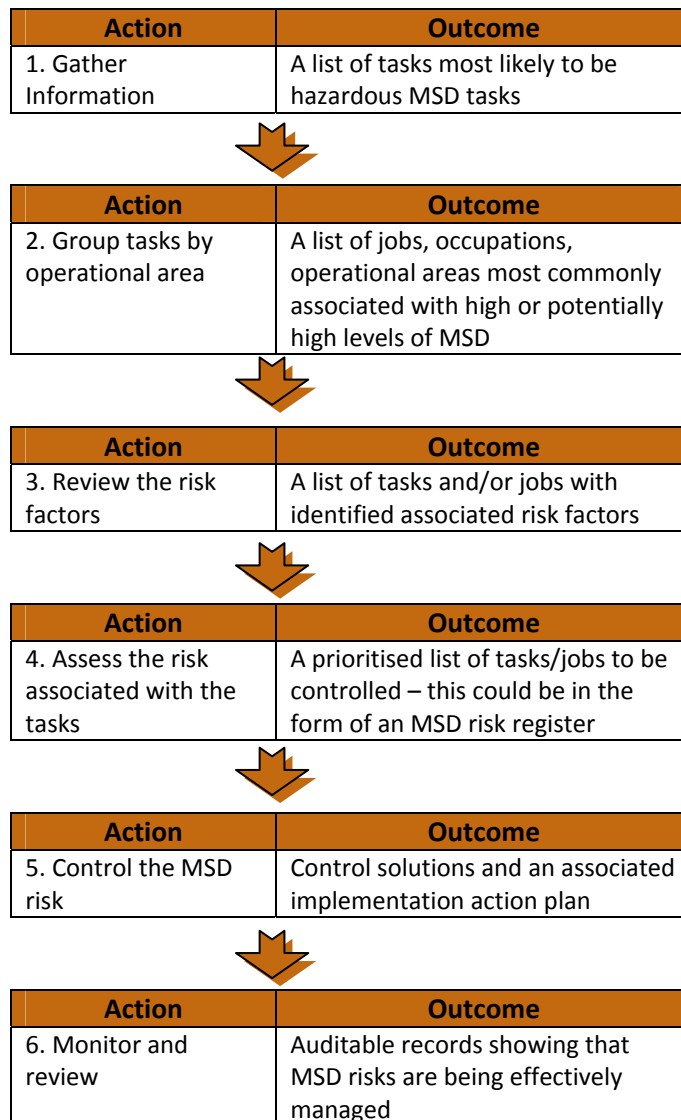 Action Outcome
1. Gather A list of tasks most likely to be
Information hazardous MSD tasks
Action Outcome
2. Group tasks by A list of jobs, occupations,
operational area operational areas most commonly
associated with high or potentially
high levels of MSD
Action Outcome
3. Review the risk A list of tasks and/or jobs with
factors identified associated risk factors
Action Outcome
4. Assess the risk A prioritised list of tasks/jobs to be
associated with the controlled – this could be in the
tasks form of an MSD risk register
Action Outcome
5. Control the MSD Control solutions and an associated
risk implementation action plan
Action Outcome
6. Monitor and Auditable records showing that
review MSD risks are being effectively
managed